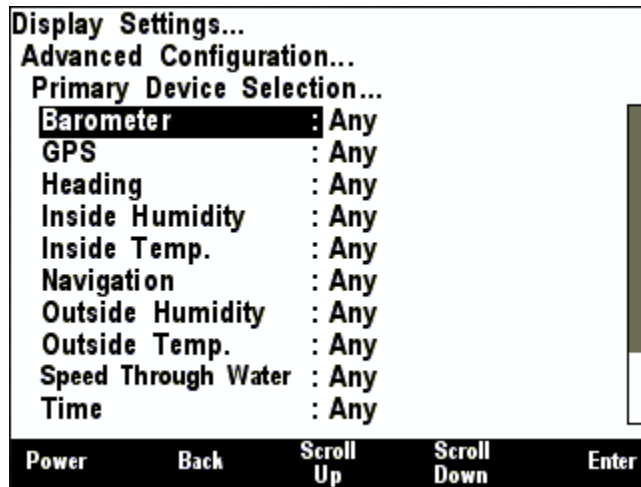 Display Settings...
Advanced Configuration...
Primary Device Selection...
Barometer : Any
GPS : Any
Heading : Any
Inside Humidity : Any
Inside Temp. : Any
Navigation : Any
Outside Humidity : Any
Outside Temp. : Any
Speed Through Water : Any
Time : Any
Power Back Scroll Up Scroll Down Enter